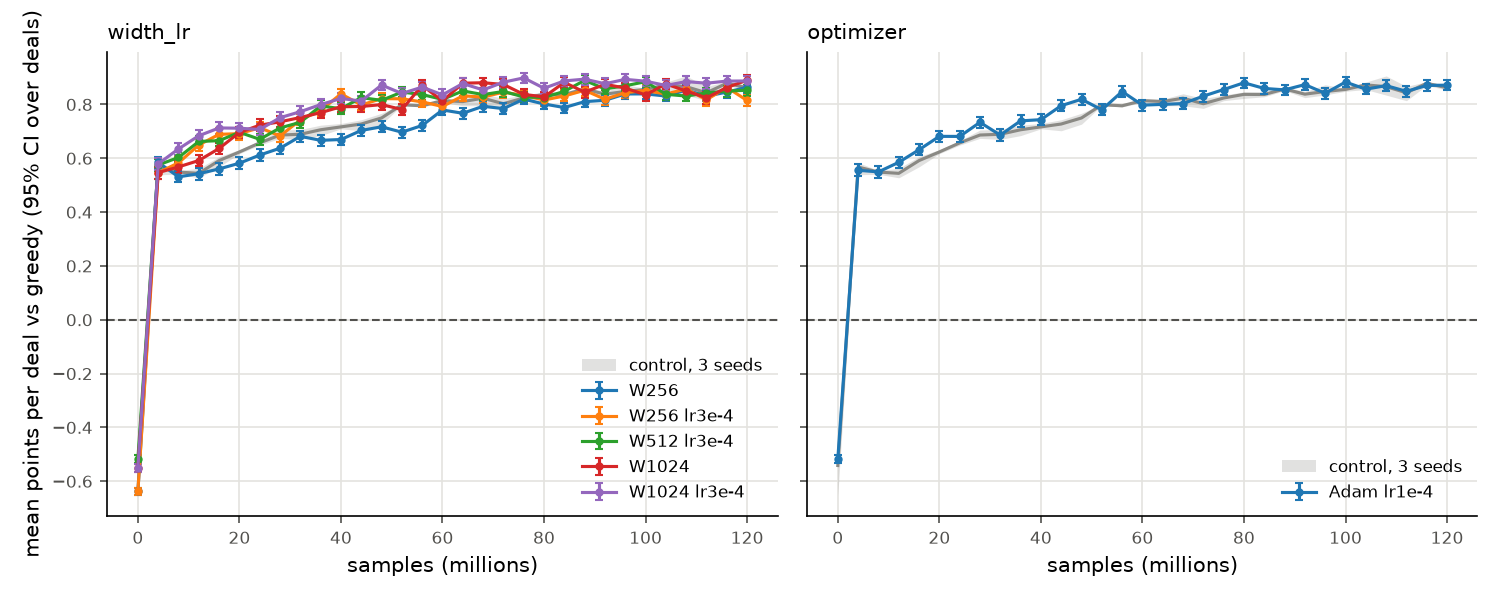 width_lr
optimizer
mean points per deal vs greedy (95% CI over deals)
0.8
0.6
0.4
0.2
0.0
−0.2
−0.4
−0.6
control, 3 seeds
W256
W256 lr3e-4
W512 lr3e-4
W1024
W1024 lr3e-4
control, 3 seeds
Adam lr1e-4
0 20 40 60 80 100 120
0 20 40 60 80 100 120
samples (millions)
samples (millions)